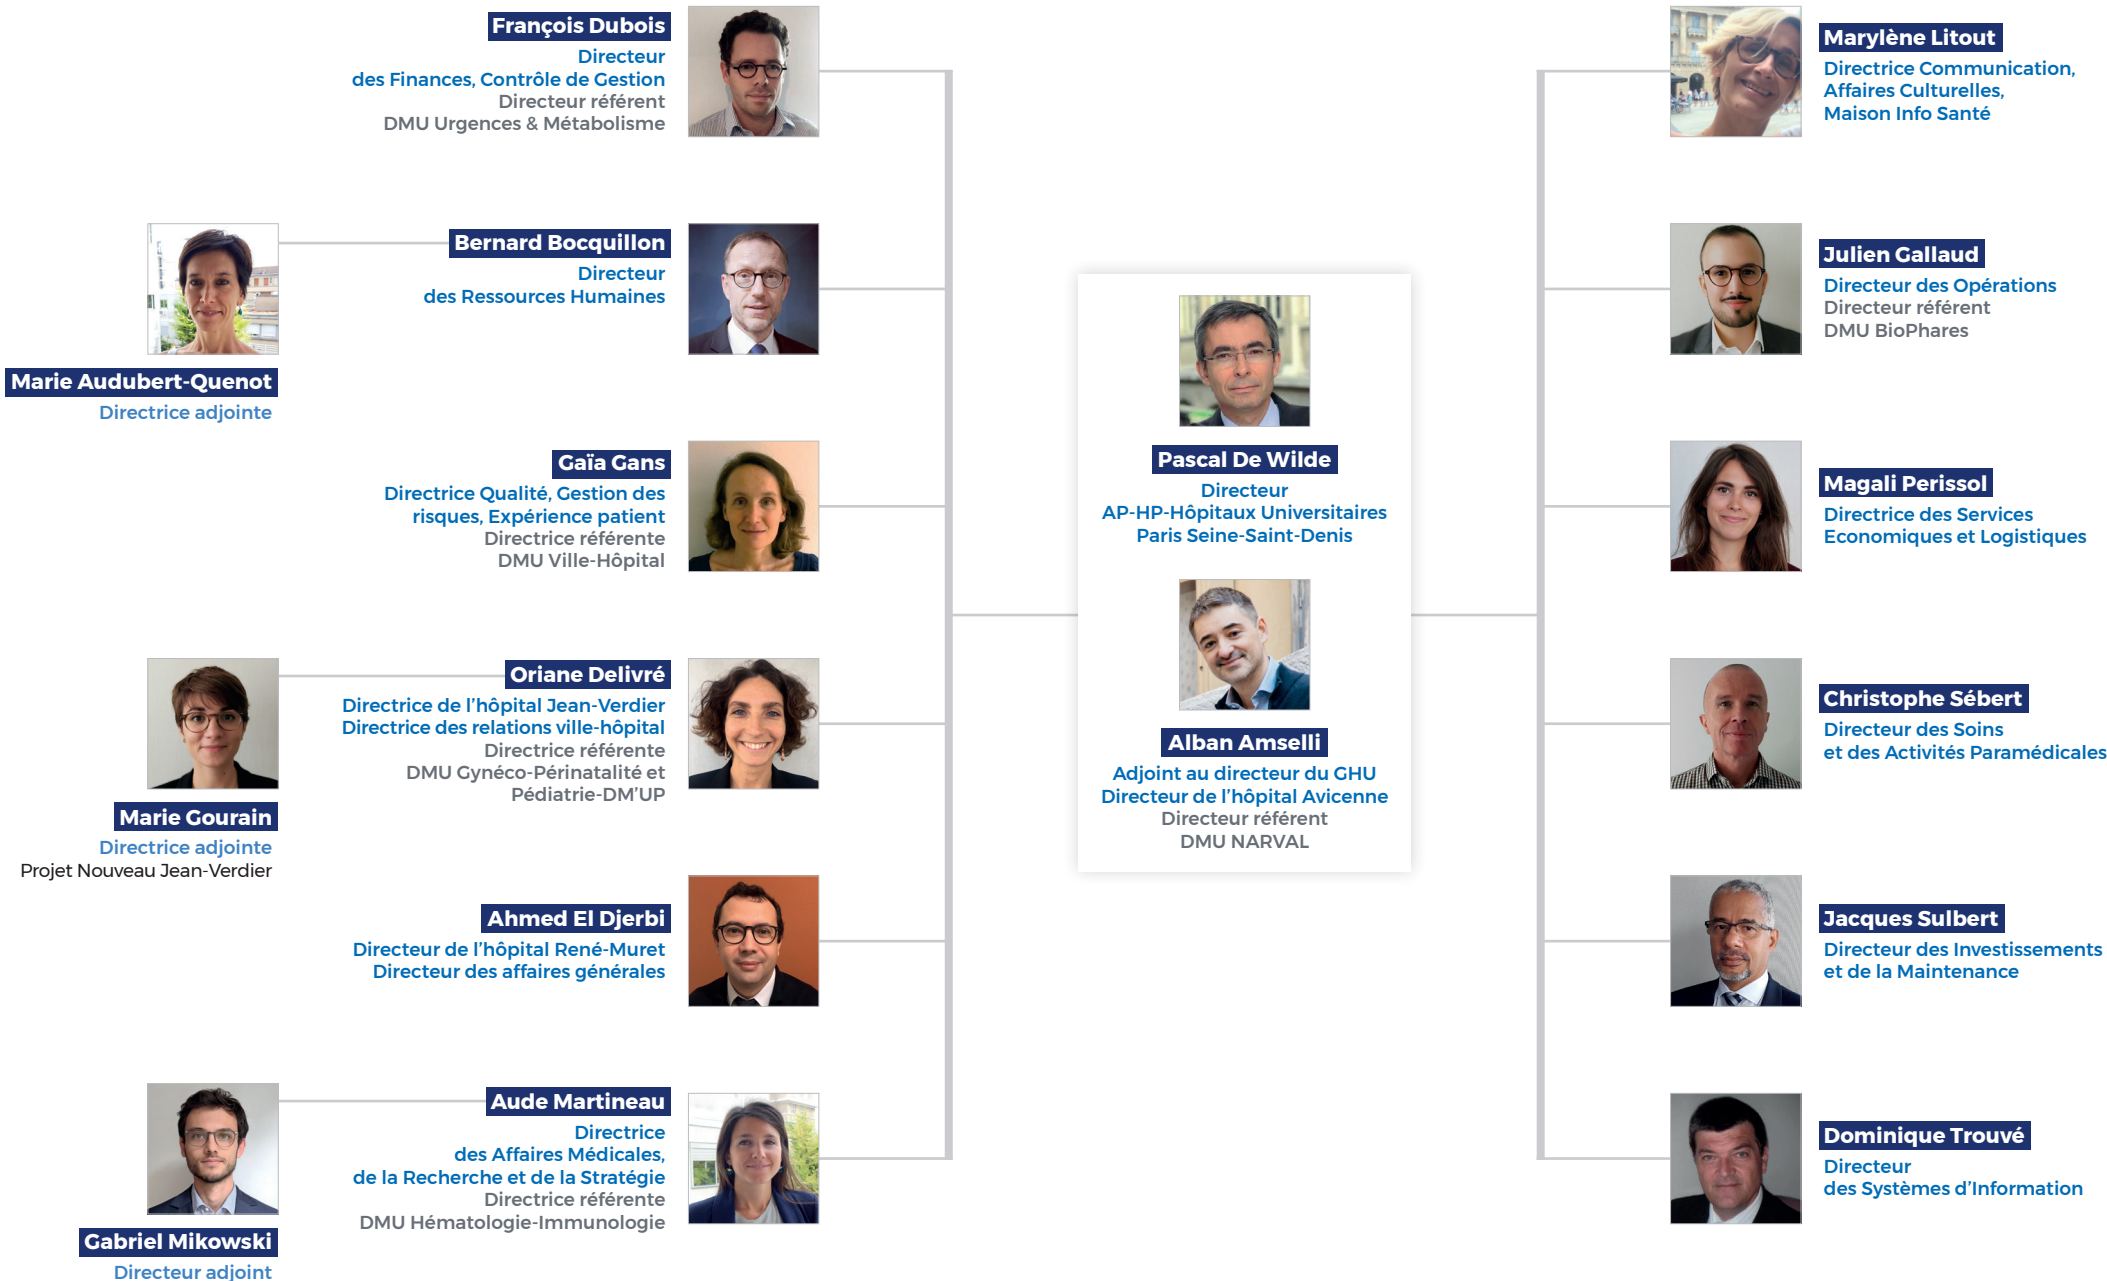 François Dubois
Directeur
des Finances, Contrôle de Gestion
Directeur référent
DMU Urgences & Métabolisme
Bernard Bocquillon
Directeur
des Ressources Humaines
Marie Audubert-Quenot
Directrice adjointe
Gaïa Gans
Directrice Qualité, Gestion des
risques, Expérience patient
Directrice référente
DMU Ville-Hôpital
Oriane Delivré
Directrice de l’hôpital Jean-Verdier
Directrice des relations ville-hôpital
Directrice référente
DMU Gynéco-Périnatalité et
Pédiatrie-DM’UP
Marie Gourain
Directrice adjointe
Projet Nouveau Jean-Verdier
Ahmed El Djerbi
Directeur de l’hôpital René-Muret
Directeur des affaires générales
Aude Martineau
Directrice
des Affaires Médicales,
de la Recherche et de la Stratégie
Directrice référente
DMU Hématologie-Immunologie
Gabriel Mikowski
Directeur adjoint
Pascal De Wilde
Directeur
AP-HP-Hôpitaux Universitaires
Paris Seine-Saint-Denis
Alban Amselli
Adjoint au directeur du GHU
Directeur de l’hôpital Avicenne
Directeur référent
DMU NARVAL
Marylène Litout
Directrice Communication,
Affaires Culturelles,
Maison Info Santé
Julien Gallaud
Directeur des Opérations
Directeur référent
DMU BioPhares
Magali Perissol
Directrice des Services
Economiques et Logistiques
Christophe Sébert
Directeur des Soins
et des Activités Paramédicales
Jacques Sulbert
Directeur des Investissements
et de la Maintenance
Dominique Trouvé
Directeur
des Systèmes d’Information